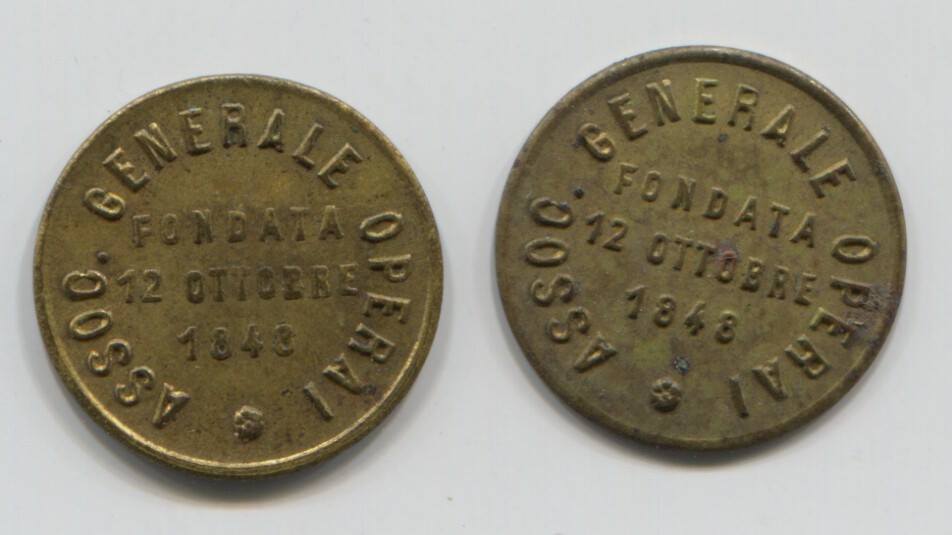 ASSOC. GENERALE OPERAI
FONDATA
12 OTTOBRE
1848
ASSOC. GENERALE OPERAI
FONDATA
12 OTTOBRE
1848